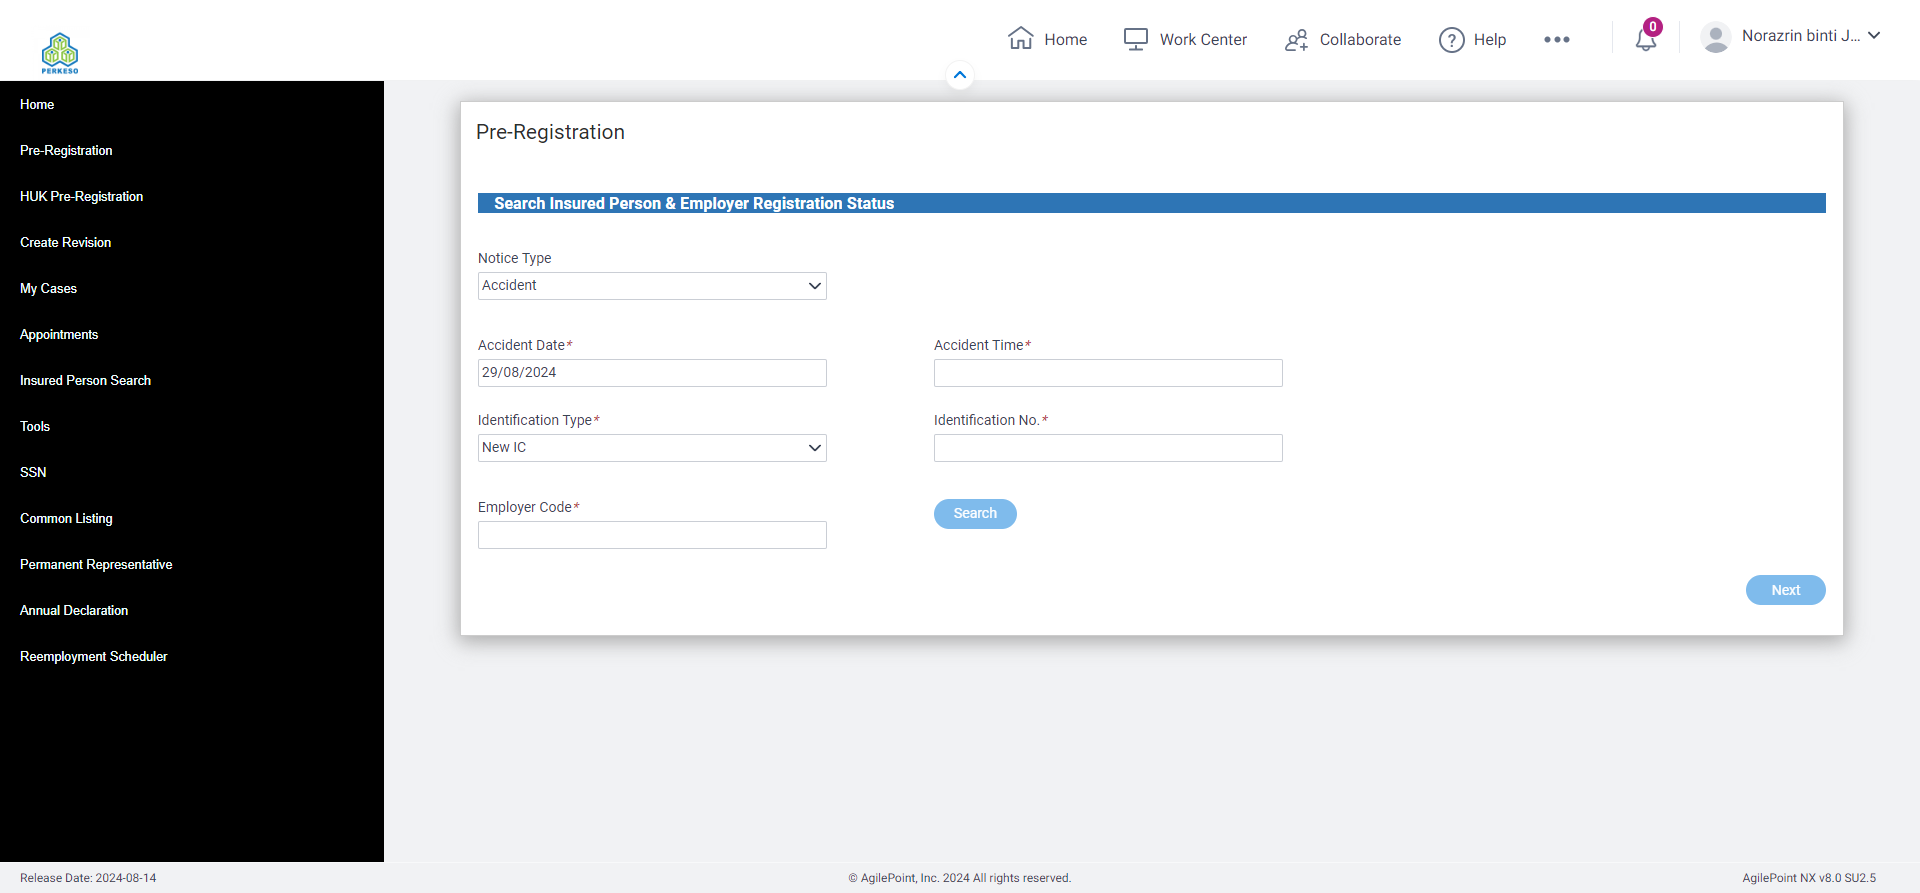 PERKESO
Home
Work Center
Collaborate
Help
0
Norazrin binti J...
Home
Pre-Registration
HUK Pre-Registration
Create Revision
My Cases
Appointments
Insured Person Search
Tools
SSN
Common Listing
Permanent Representative
Annual Declaration
Reemployment Scheduler
Pre-Registration
Search Insured Person & Employer Registration Status
Notice Type
Accident
Accident Date*
Accident Time*
29/08/2024
Identification Type*
Identification No.*
New IC
Employer Code*
Search
Next
Release Date: 2024-08-14
© AgilePoint, Inc. 2024 All rights reserved.
AgilePoint NX v8.0 SU2.5